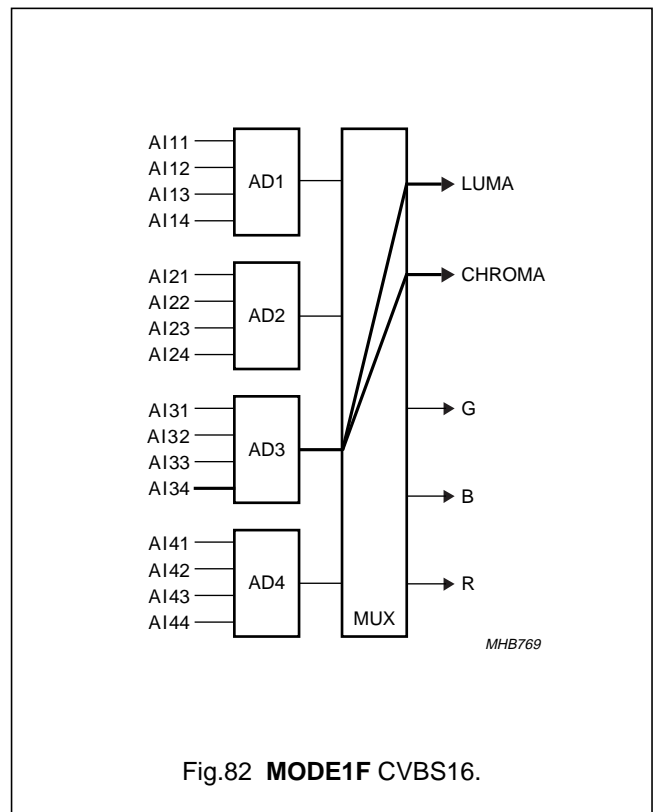 AI11
AI12
AI13
AI14
AD1
AI21
AI22
AI23
AI24
AD2
AI31
AI32
AI33
AI34
AD3
AI41
AI42
AI43
AI44
AD4
MUX
LUMA
CHROMA
G
B
R
MHB769
Fig.82 MODE1F CVBS16.